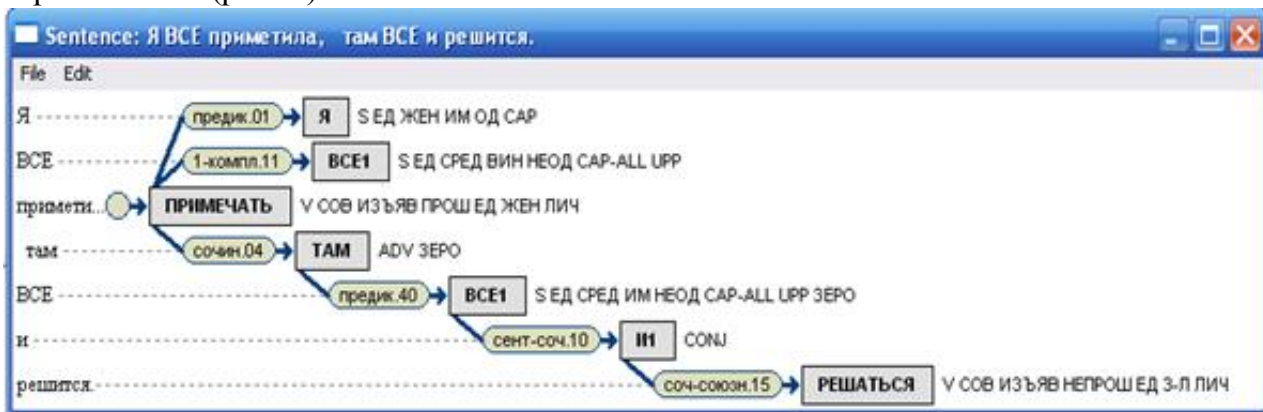 Sentence: Я ВСЕ приметила, там ВСЕ и решится.
File Edit
Я предик.01 Я S ЕД ЖЕН ИМ ОД CAP
ВСЕ 1-компл.11 ВСЕ1 S ЕД СРЕД ВИН НЕОД CAP-ALL UPP
примети... ПРИМЕЧАТЬ V СОВ ИЗЪЯВ ПРОШ ЕД ЖЕН ЛИЧ
там сочин.04 ТАМ ADV ЗЕРО
ВСЕ предик.40 ВСЕ1 S ЕД СРЕД ИМ НЕОД CAP-ALL UPP ЗЕРО
и сент-соч.10 И1 CONJ
решится. соч-союзн.15 РЕШАТЬСЯ V СОВ ИЗЪЯВ НЕПРОШ ЕД 3-Л ЛИЧ